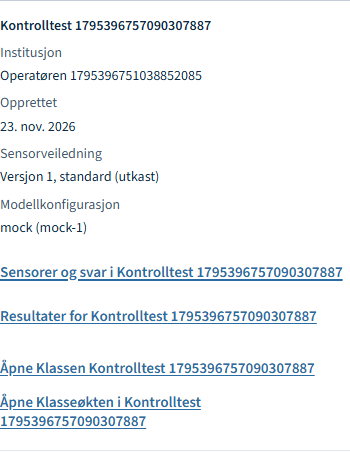 Kontrolltest 1795396757090307887
Institusjon
Operatøren 1795396751038852085
Opprettet
23. nov. 2026
Sensorveiledning
Versjon 1, standard (utkast)
Modellkonfigurasjon
mock (mock-1)
Sensorer og svar i Kontrolltest 1795396757090307887
Resultater for Kontrolltest 1795396757090307887
Åpne Klassen Kontrolltest 1795396757090307887
Åpne Klasseøkten i Kontrolltest
1795396757090307887